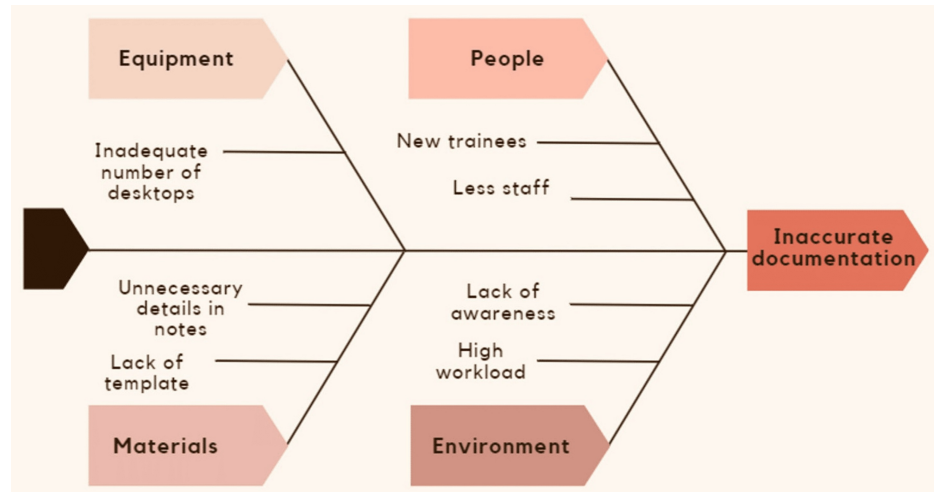 Equipment
Inadequate
number of
desktops
People
New trainees
Less staff
Inaccurate
documentation
Unnecessary
details in
notes
Lack of
template
Materials
Lack of
awareness
High
workload
Environment